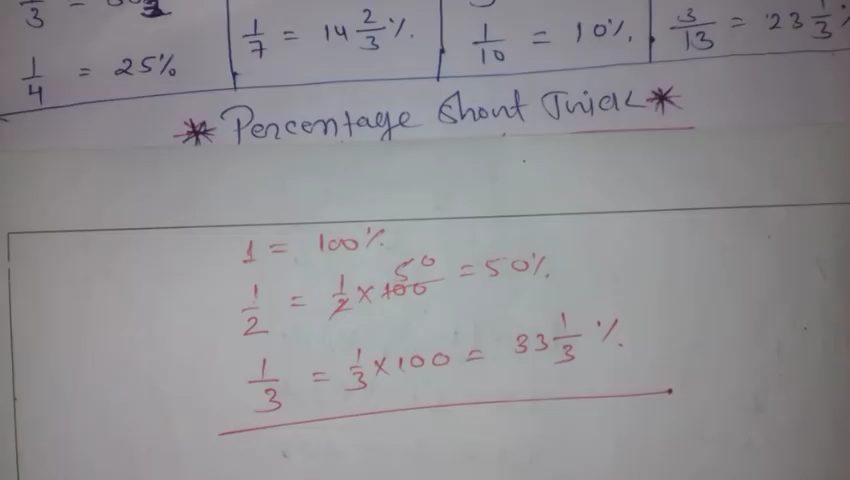 1/7 = 14 2/3 %.
1/10 = 10%.
3/13 = 23 1/3 %
1/4 = 25%
* Percentage Short Trick *
1 = 100%.
1/2 = 1/2 × 100 50 = 50%.
1/3 = 1/3 × 100 = 33 1/3 %.